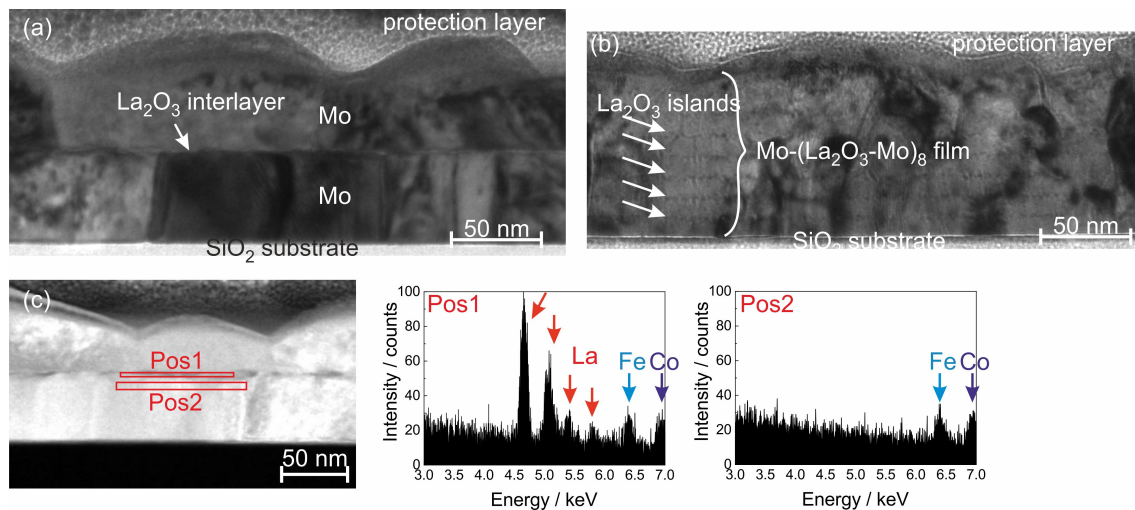 (a)
protection layer
La2O3 interlayer
Mo
Mo
50 nm
SiO2 substrate
(b)
protection layer
La2O3 islands
Mo-(La2O3-Mo)8 film
50 nm
SiO2 substrate
(c)
Pos1
Pos2
50 nm
Pos1
La
Fe
Co
Intensity / counts
100
80
60
40
20
0
3.0 4.0 4.5 5.0 5.5 6.0 6.5 7.0
Energy / keV
Pos2
Fe
Co
Intensity / counts
100
80
60
40
20
0
3.0 4.0 4.5 5.0 5.5 6.0 6.5 7.0
Energy / keV